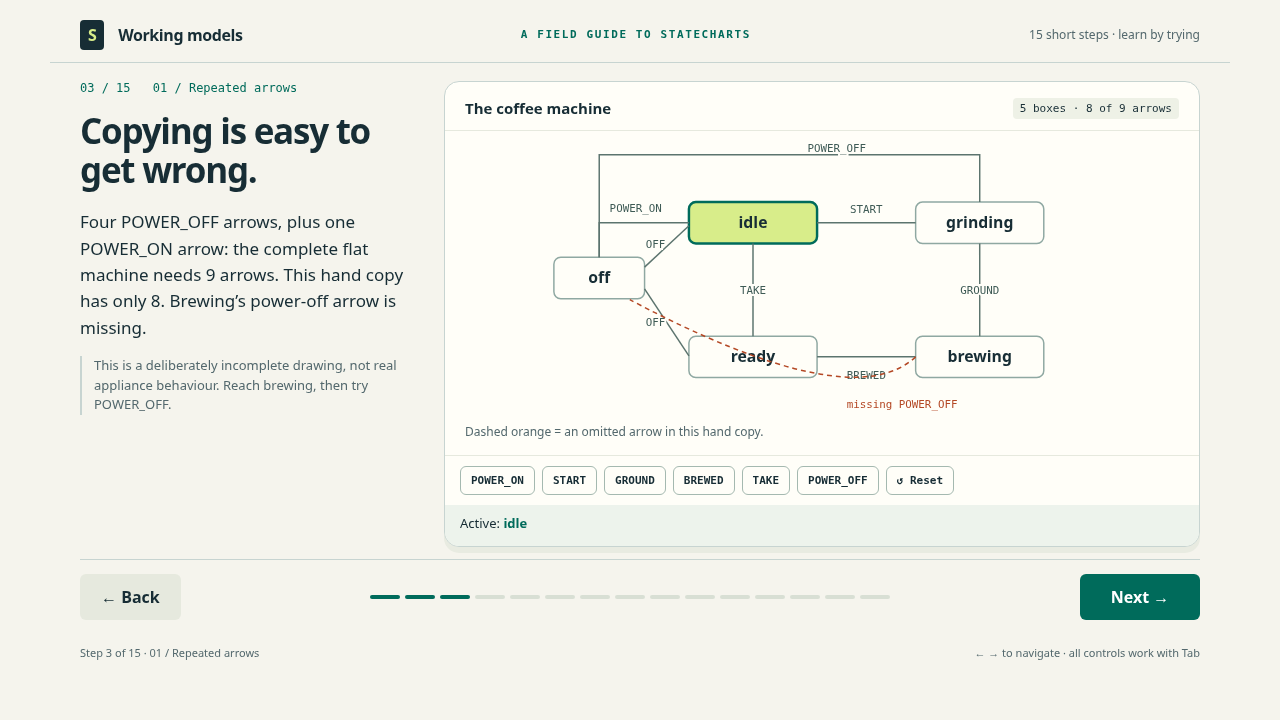 S Working models
A FIELD GUIDE TO STATECHARTS
15 short steps · learn by trying
03 / 15 01 / Repeated arrows
Copying is easy to
get wrong.
Four POWER_OFF arrows, plus one
POWER_ON arrow: the complete flat
machine needs 9 arrows. This hand copy
has only 8. Brewing’s power-off arrow is
missing.
This is a deliberately incomplete drawing, not real
appliance behaviour. Reach brewing, then try
POWER_OFF.
The coffee machine
5 boxes · 8 of 9 arrows
POWER_OFF
POWER_ON
idle
START
grinding
OFF
off
TAKE
GROUND
OFF
ready
brewing
BREWED
missing POWER_OFF
Dashed orange = an omitted arrow in this hand copy.
POWER_ON START GROUND BREWED TAKE POWER_OFF ↺ Reset
Active: idle
← Back
Next →
Step 3 of 15 · 01 / Repeated arrows
← → to navigate · all controls work with Tab